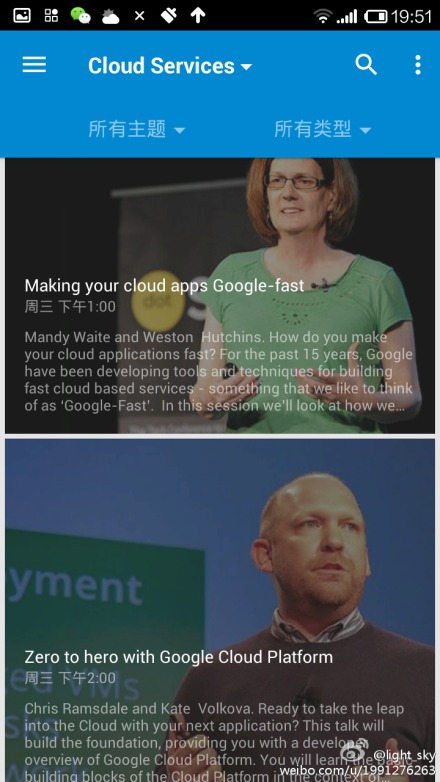 19:51
Cloud Services
所有主题 所有类型
Making your cloud apps Google-fast
周三 下午1:00
Mandy Waite and Weston Hutchins. How do you make
your cloud applications fast? For the past 15 years, Google
have been developing tools and techniques for building
fast cloud based services - something that we like to think
of as 'Google-Fast'. In this session we'll look at how we…
yment
VMs
Zero to hero with Google Cloud Platform
周三 下午2:00
Chris Ramsdale and Kate Volkova. Ready to take the leap
into the Cloud with your next application? This talk will
build the foundation, providing you with a
overview of Google Cloud Platform. You will learn
building blocks of the Cloud Platform in the context of
@light_sky
weibo.com/u/1991276263